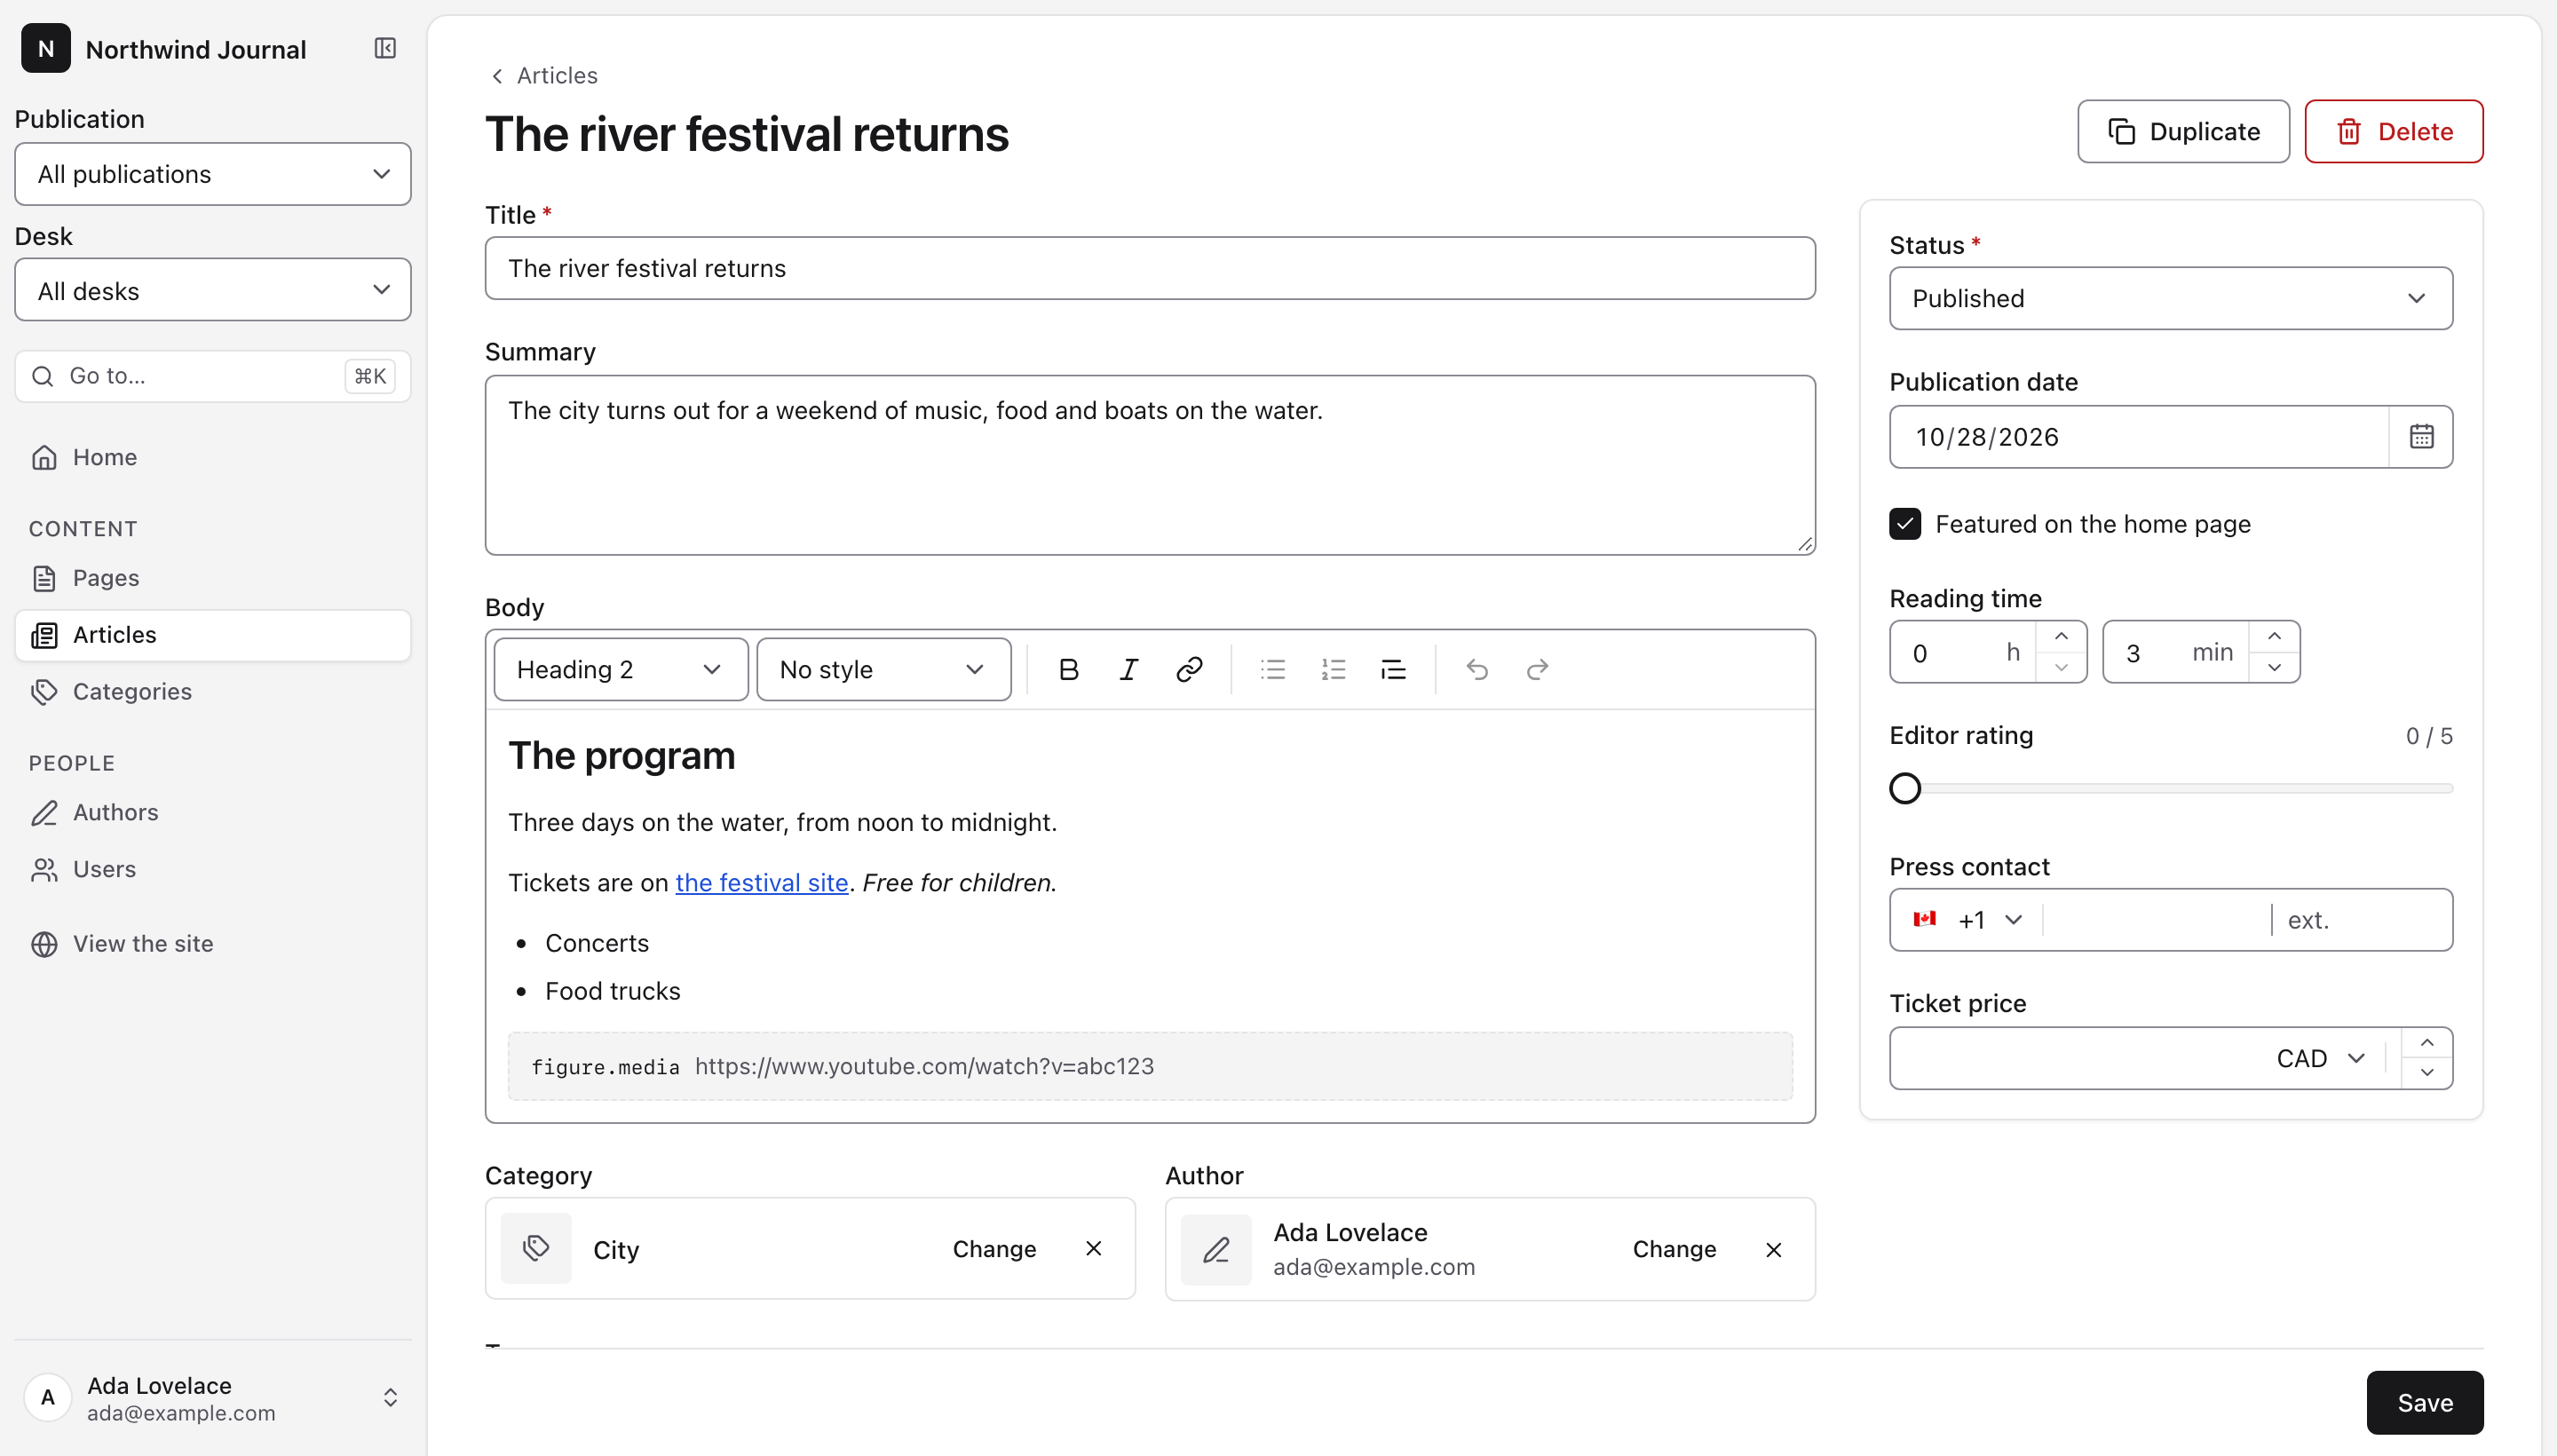 N Northwind Journal
Publication
All publications
Desk
All desks
Go to... ⌘K
Home
CONTENT
Pages
Articles
Categories
PEOPLE
Authors
Users
View the site
A Ada Lovelace
ada@example.com
Articles
The river festival returns
Duplicate
Delete
Title *
The river festival returns
Summary
The city turns out for a weekend of music, food and boats on the water.
Body
Heading 2 No style B I
The program
Three days on the water, from noon to midnight.
Tickets are on the festival site. Free for children.
• Concerts
• Food trucks
figure.media https://www.youtube.com/watch?v=abc123
Category
City Change
Author
Ada Lovelace
ada@example.com
Change
Status *
Published
Publication date
10/28/2026
Featured on the home page
Reading time
0 h 3 min
Editor rating 0 / 5
Press contact
+1 ext.
Ticket price
CAD
Save